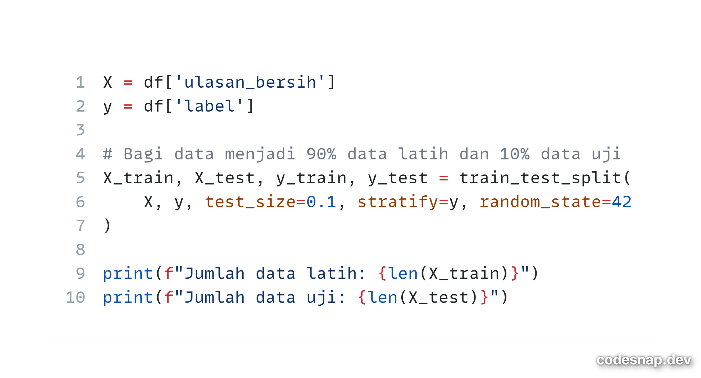 1 X = df['ulasan_bersih']
2 y = df['label']
3
4 # Bagi data menjadi 90% data latih dan 10% data uji
5 X_train, X_test, y_train, y_test = train_test_split(
6     X, y, test_size=0.1, stratify=y, random_state=42
7 )
8
9 print(f"Jumlah data latih: {len(X_train)}")
10 print(f"Jumlah data uji: {len(X_test)}")
codesnap.dev